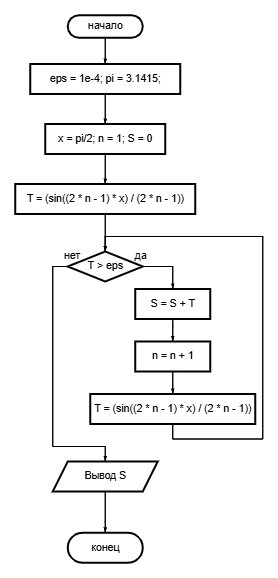 начало
eps = 1e-4; pi = 3.1415;
x = pi/2; n = 1; S = 0
T = (sin((2 * n - 1) * x) / (2 * n - 1))
нет
да
T > eps
S = S + T
n = n + 1
T = (sin((2 * n - 1) * x) / (2 * n - 1))
Вывод S
конец